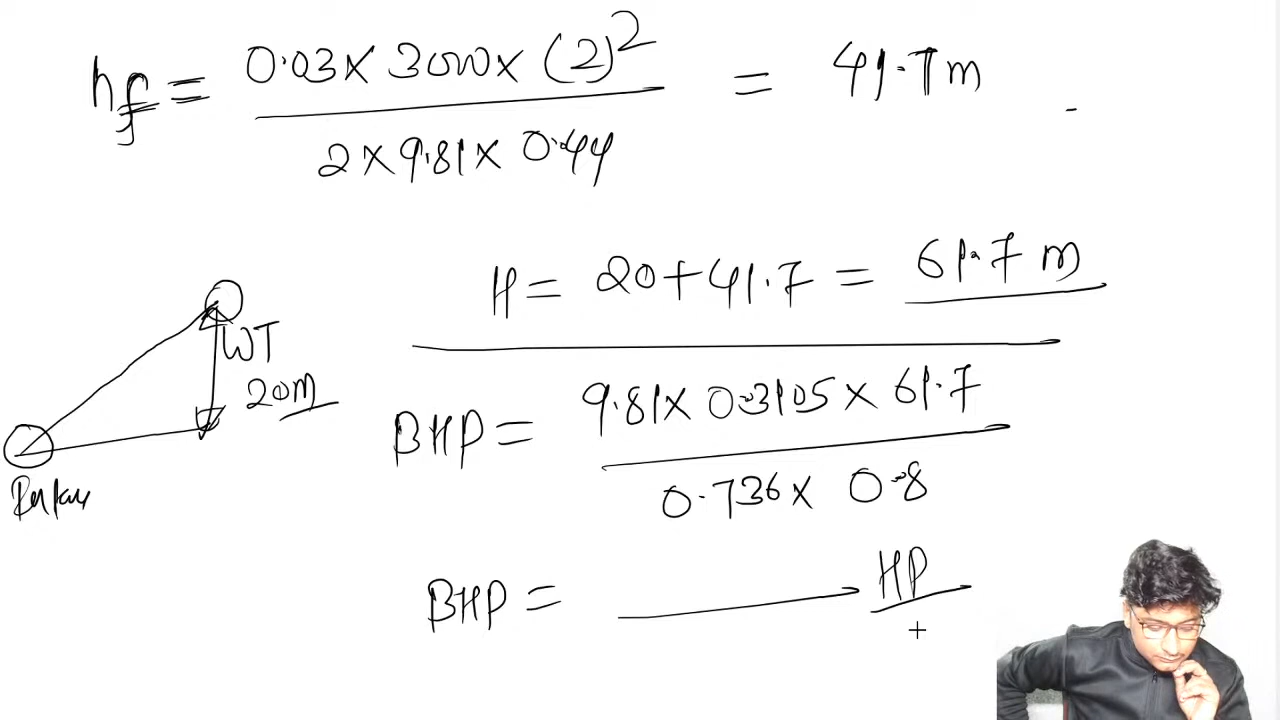 hf = 0.03 × 3000 × (2)² / 2 × 9.81 × 0.44 = 41.7 m
H = 20 + 41.7 = 61.7 m
WT
20m
BHP = 9.81 × 0.3105 × 61.7 / 0.736 × 0.8
BHP = HP